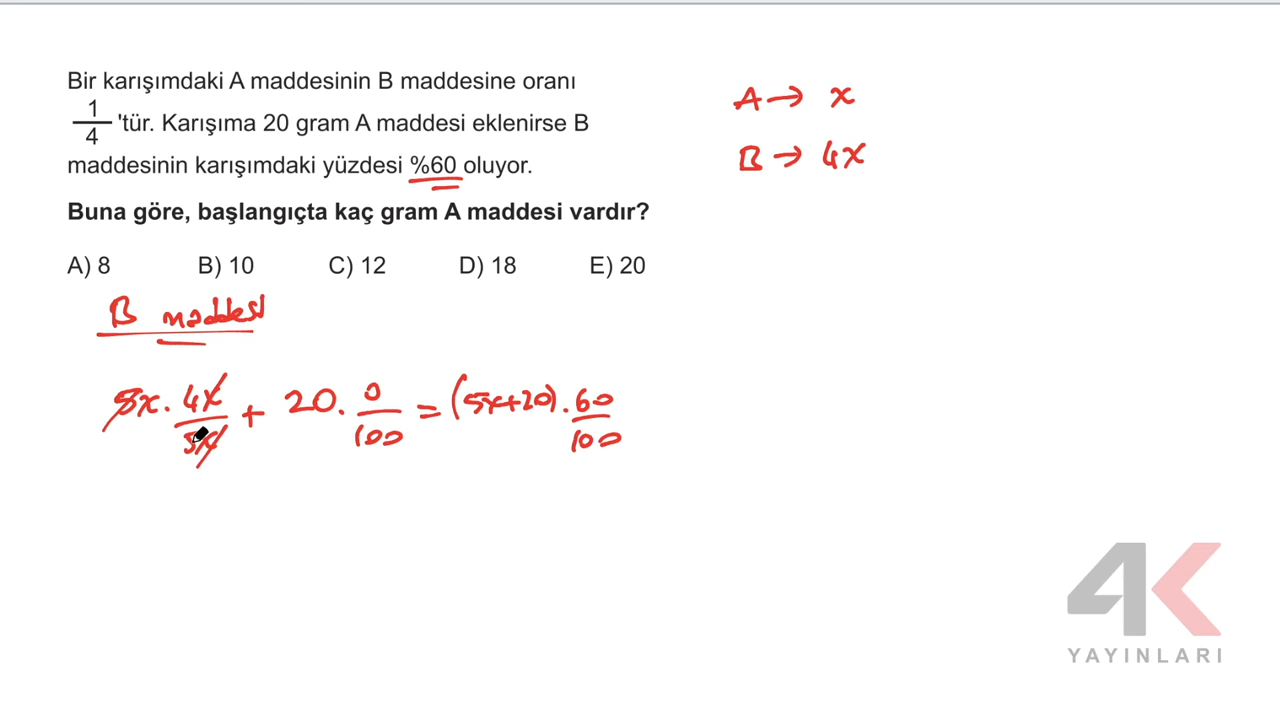 Bir karışımdaki A maddesinin B maddesine oranı
1/4 'tür. Karışıma 20 gram A maddesi eklenirse B
maddesinin karışımdaki yüzdesi %60 oluyor.
Buna göre, başlangıçta kaç gram A maddesi vardır?
A) 8 B) 10 C) 12 D) 18 E) 20
A → x
B → 4x
B maddesi
5x . 4x/5x + 20 . 0/100 = (5x+20) . 60/100
4K
YAYINLARI